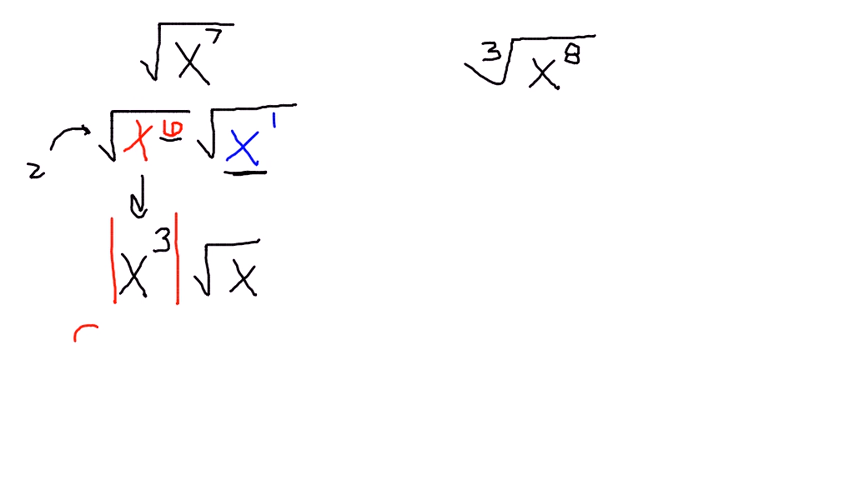 √x⁷
∛x⁸
√x⁶ √x¹
2
|x³| √x